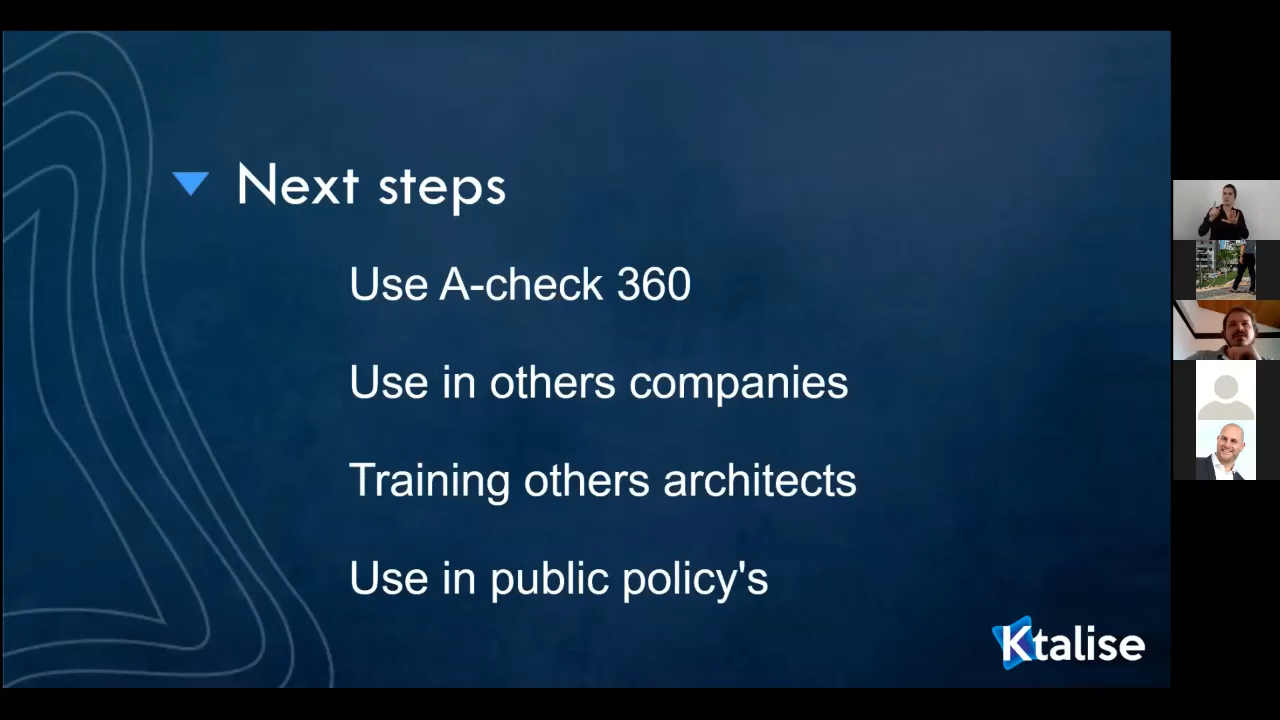 Next steps
Use A-check 360
Use in others companies
Training others architects
Use in public policy's
Ktalise